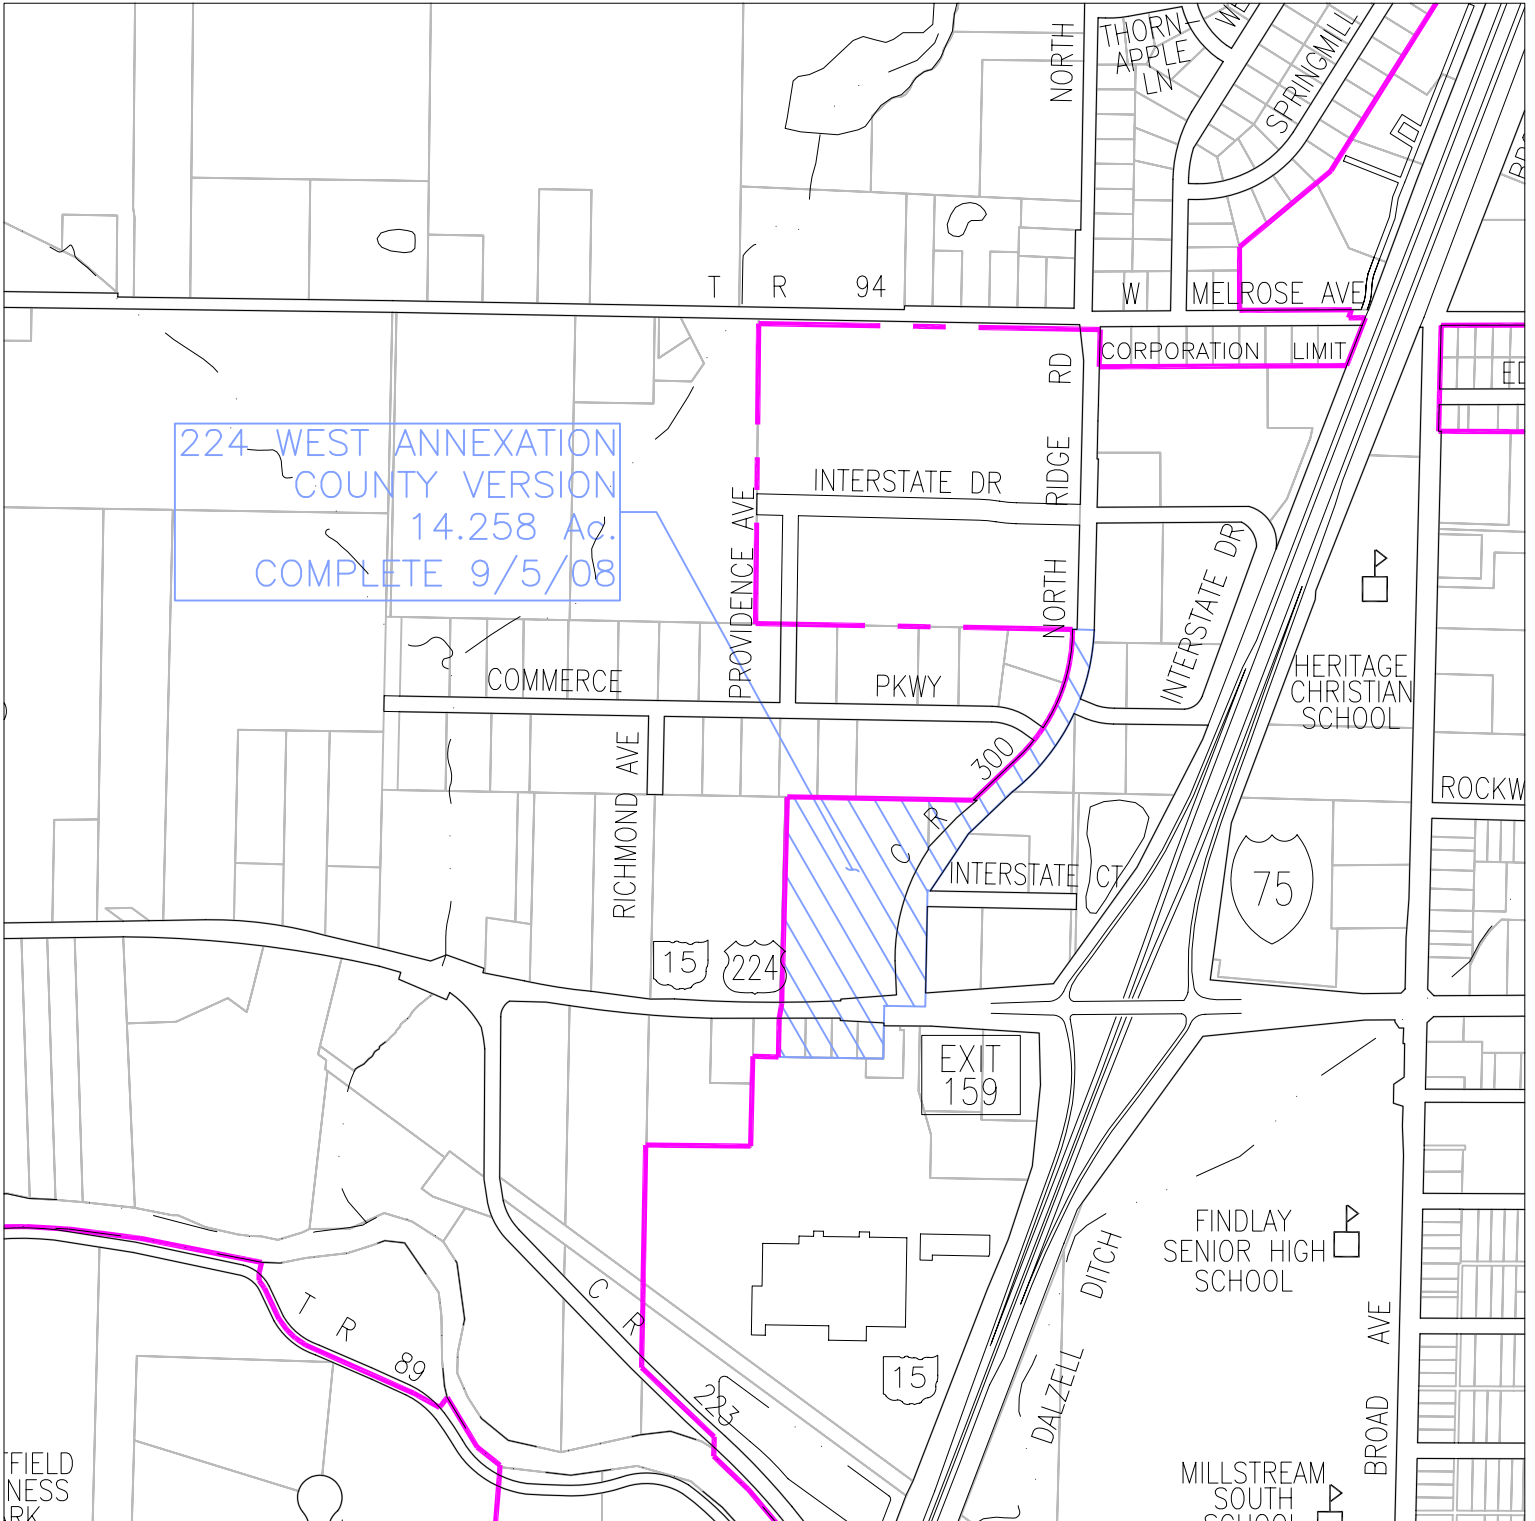 THORN-
APPLE
LN
SPRINGMILL
NORTH
T R 94
W MELROSE AVE
CORPORATION LIMIT
RIDGE RD
224 WEST ANNEXATION
COUNTY VERSION
14.258 Ac.
COMPLETE 9/5/08
INTERSTATE DR
PROVIDENCE AVE
NORTH
INTERSTATE DR
HERITAGE
CHRISTIAN
SCHOOL
COMMERCE PKWY
RICHMOND AVE
C R 300
INTERSTATE CT
75
15
224
EXIT
159
FINDLAY
SENIOR HIGH
SCHOOL
DALZELL DITCH
BROAD AVE
T R 89
C R 223
15
MILLSTREAM
SOUTH
SCHOOL